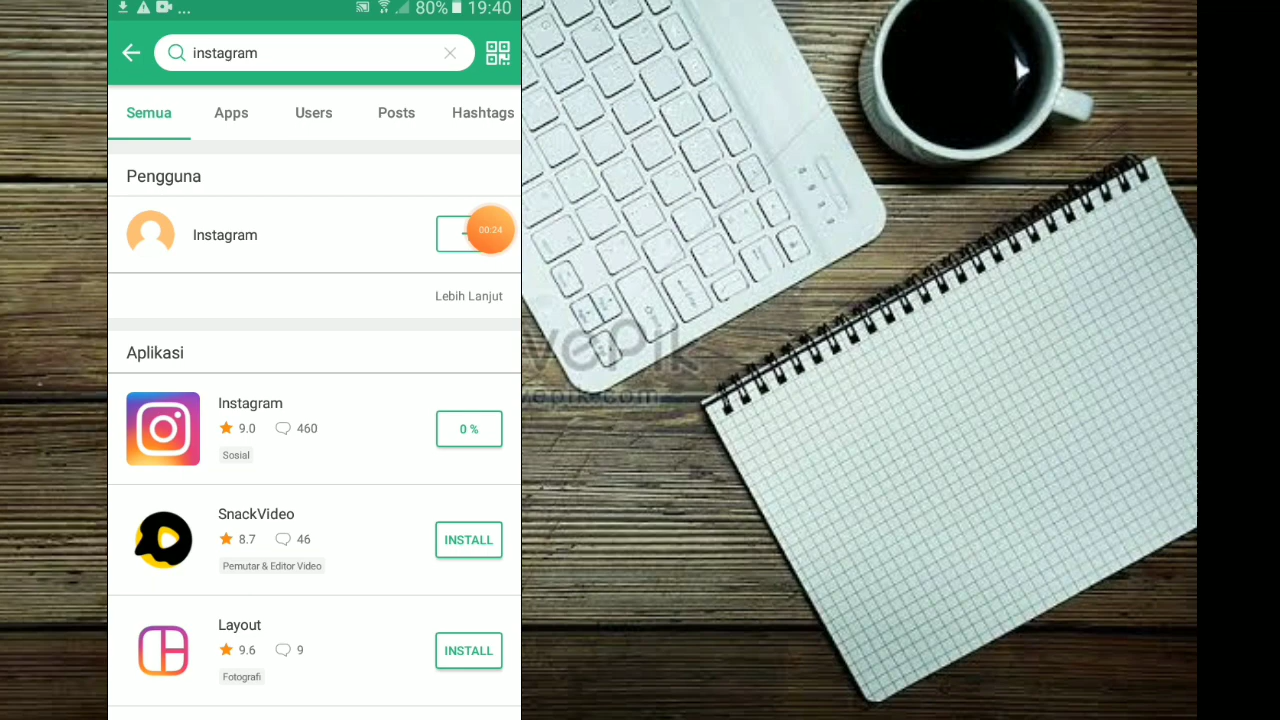 ... 80% 19:40
instagram
Semua Apps Users Posts Hashtags
Pengguna
Instagram
00:24
Lebih Lanjut
Aplikasi
Instagram
9.0 460
0 %
Sosial
SnackVideo
8.7 46
INSTALL
Pemutar & Editor Video
Layout
9.6 9
INSTALL
Fotografi